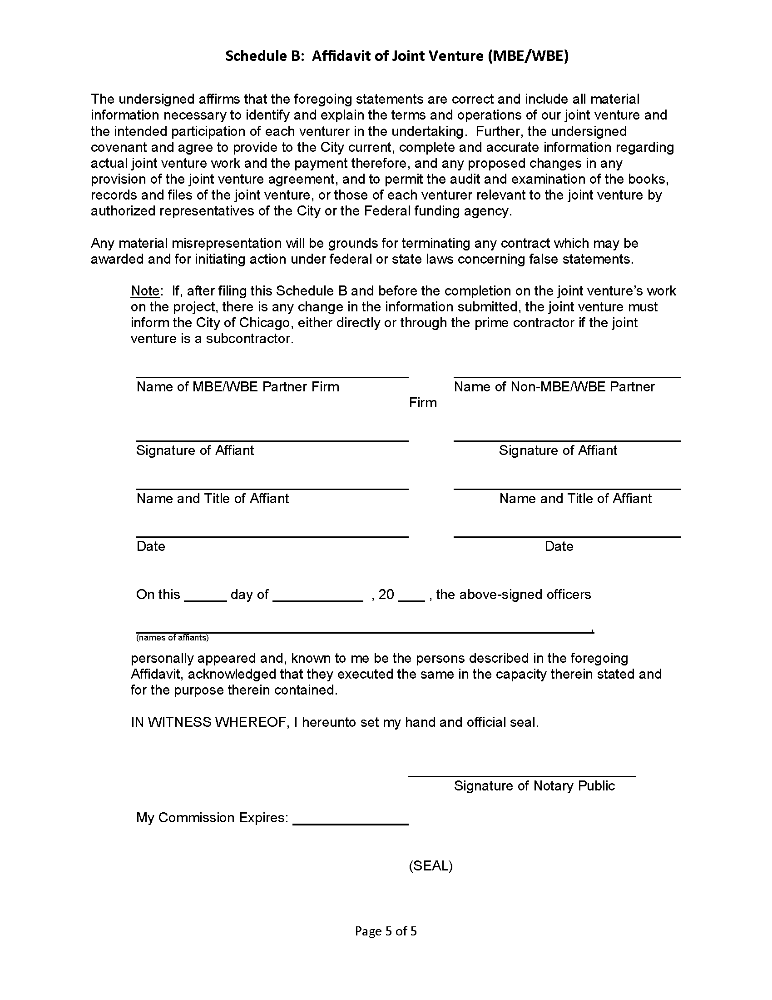 Schedule B:  Affidavit of Joint Venture (MBE/WBE)
The undersigned affirms that the foregoing statements are correct and include all material
information necessary to identify and explain the terms and operations of our joint venture and
the intended participation of each venturer in the undertaking.  Further, the undersigned
covenant and agree to provide to the City current, complete and accurate information regarding
actual joint venture work and the payment therefore, and any proposed changes in any
provision of the joint venture agreement, and to permit the audit and examination of the books,
records and files of the joint venture, or those of each venturer relevant to the joint venture by
authorized representatives of the City or the Federal funding agency.
Any material misrepresentation will be grounds for terminating any contract which may be
awarded and for initiating action under federal or state laws concerning false statements.
Note:  If, after filing this Schedule B and before the completion on the joint venture’s work
on the project, there is any change in the information submitted, the joint venture must
inform the City of Chicago, either directly or through the prime contractor if the joint
venture is a subcontractor.
Name of MBE/WBE Partner Firm Name of Non-MBE/WBE Partner
Firm
Signature of Affiant Signature of Affiant
Name and Title of Affiant Name and Title of Affiant
Date Date
On this ______ day of _____________ , 20 ____ , the above-signed officers
,
(names of affiants)
personally appeared and, known to me be the persons described in the foregoing
Affidavit, acknowledged that they executed the same in the capacity therein stated and
for the purpose therein contained.
IN WITNESS WHEREOF, I hereunto set my hand and official seal.
Signature of Notary Public
My Commission Expires: ________________
(SEAL)
Page 5 of 5